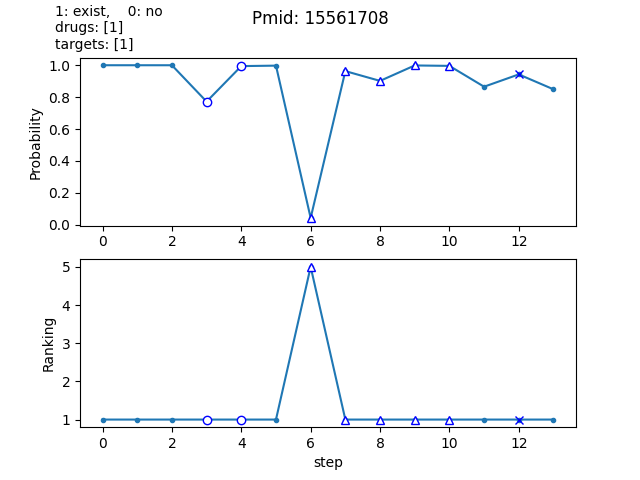 1: exist,    0: no
drugs: [1]
targets: [1]
Pmid: 15561708
1.0
0.8
0.6
0.4
0.2
0.0
Probability
0 2 4 6 8 10 12
5
4
3
2
1
Ranking
0 2 4 6 8 10 12
step